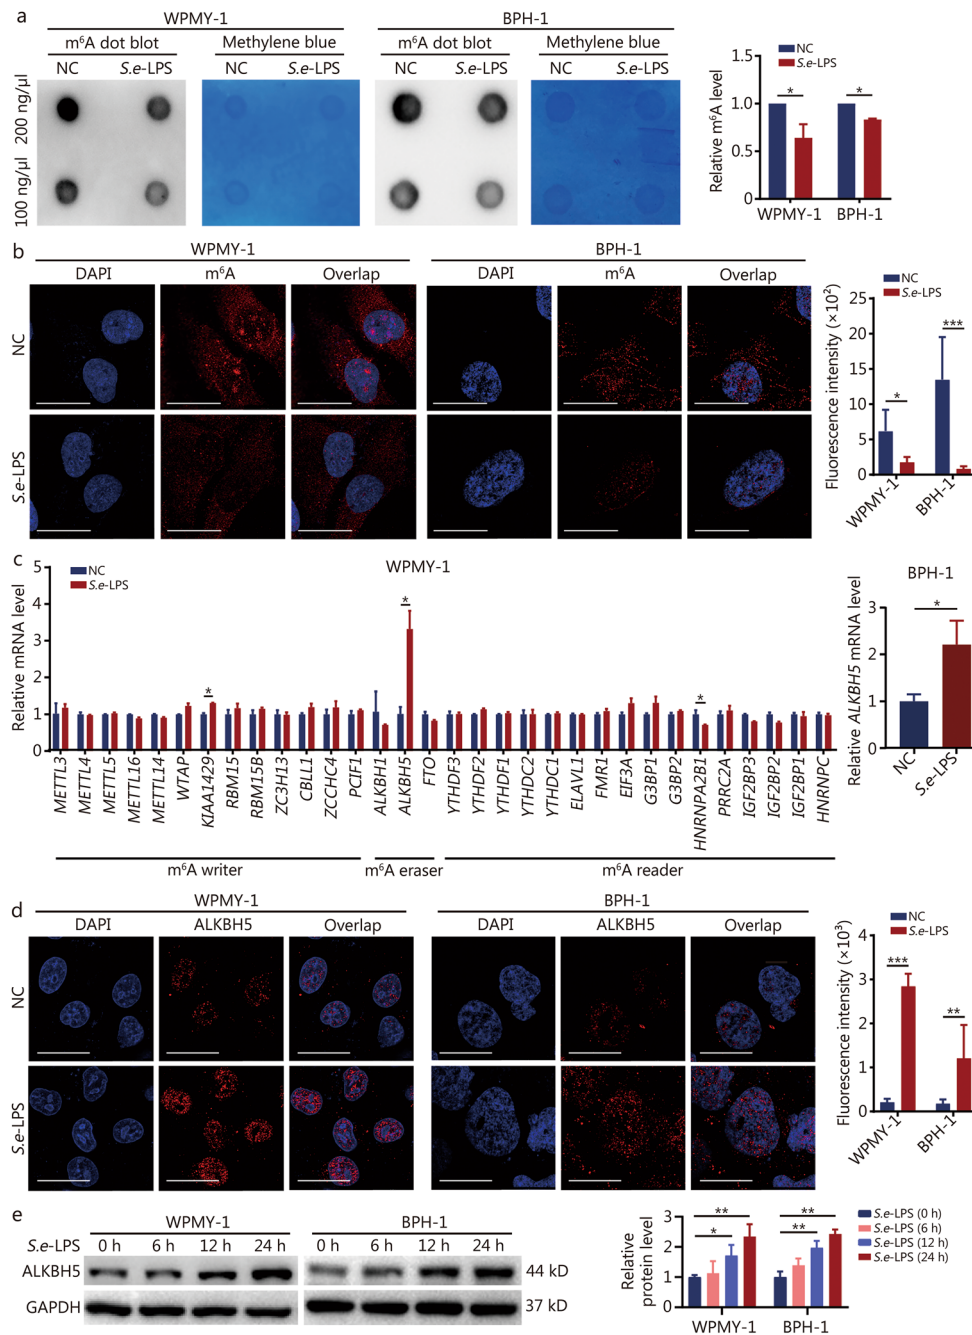 a
WPMY-1
BPH-1
m⁶A dot blot
Methylene blue
m⁶A dot blot
Methylene blue
NC
S.e-LPS
NC
S.e-LPS
NC
S.e-LPS
NC
S.e-LPS
200 ng/μl
100 ng/μl
NC
S.e-LPS
Relative m⁶A level
1.5
1.0
0.5
0
*
*
WPMY-1
BPH-1
b
WPMY-1
BPH-1
DAPI
m⁶A
Overlap
DAPI
m⁶A
Overlap
NC
S.e-LPS
NC
S.e-LPS
Fluorescence intensity (×10²)
25
20
15
10
5
0
*
***
WPMY-1
BPH-1
c
WPMY-1
NC
S.e-LPS
Relative mRNA level
5
4
3
2
1
0
*
*
*
METTL3
METTL4
METTL5
METTL16
METTL14
WTAP
KIAA1429
RBM15
RBM15B
ZC3H13
CBLL1
ZCCHC4
PCIF1
ALKBH1
ALKBH5
FTO
YTHDF3
YTHDF2
YTHDF1
YTHDC2
YTHDC1
ELAVL1
FMR1
EIF3A
G3BP1
G3BP2
HNRNPA2B1
PRRC2A
IGF2BP3
IGF2BP2
IGF2BP1
HNRNPC
m⁶A writer
m⁶A eraser
m⁶A reader
BPH-1
Relative ALKBH5 mRNA level
3
2
1
0
*
NC
S.e-LPS
d
WPMY-1
BPH-1
DAPI
ALKBH5
Overlap
DAPI
ALKBH5
Overlap
NC
S.e-LPS
NC
S.e-LPS
Fluorescence intensity (×10³)
4
3
2
1
0
***
**
WPMY-1
BPH-1
e
WPMY-1
BPH-1
S.e-LPS
0 h
6 h
12 h
24 h
0 h
6 h
12 h
24 h
ALKBH5
44 kD
GAPDH
37 kD
Relative
protein level
3
2
1
0
**
*
**
**
WPMY-1
BPH-1
S.e-LPS (0 h)
S.e-LPS (6 h)
S.e-LPS (12 h)
S.e-LPS (24 h)